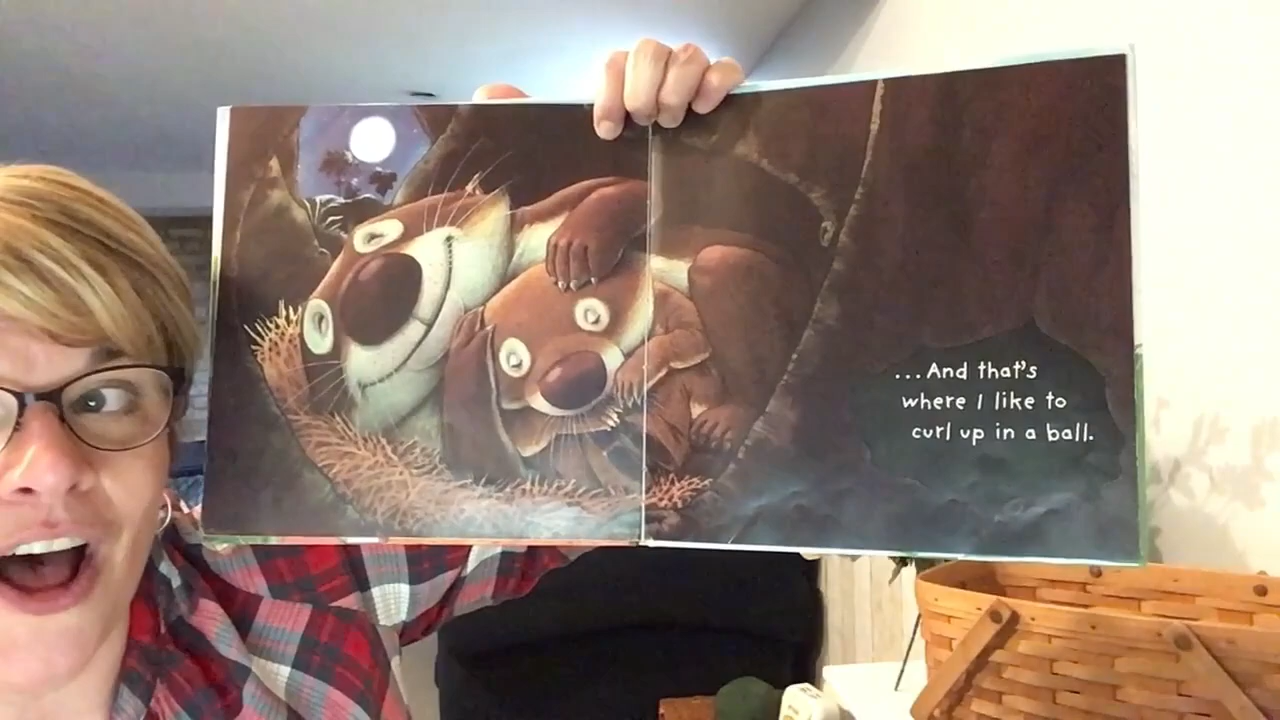 ...And that's
where I like to
curl up in a ball.